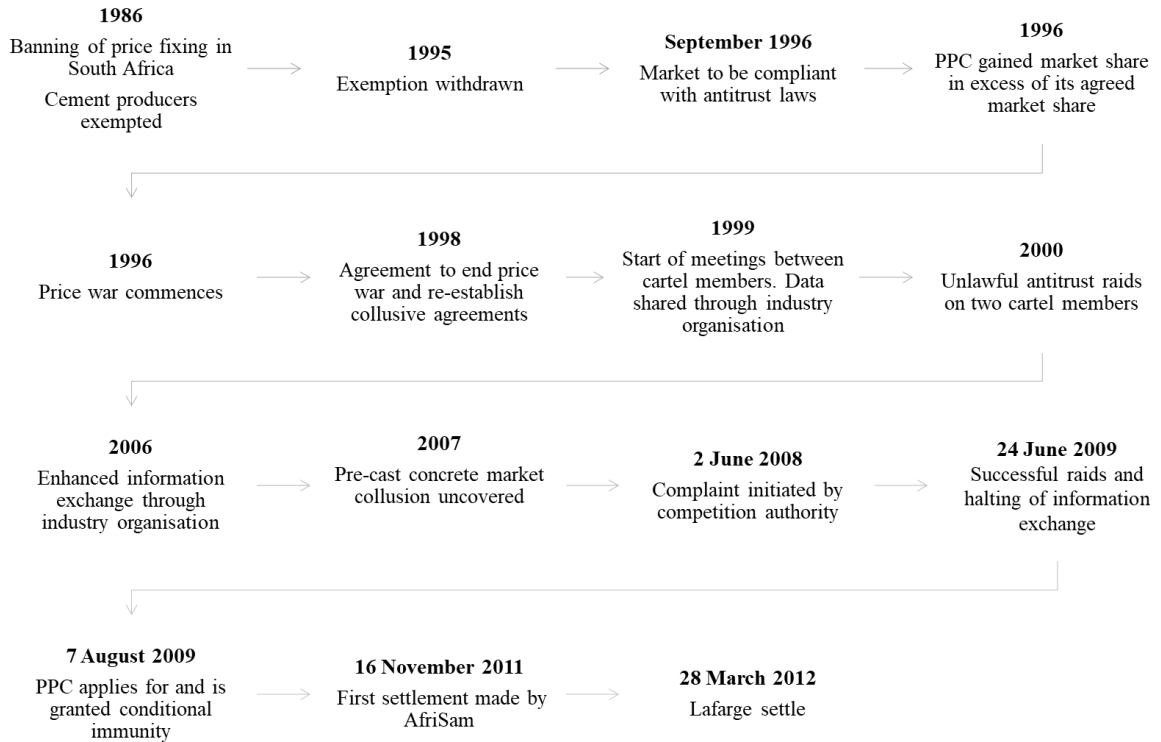 1986
Banning of price fixing in
South Africa
Cement producers
exempted
1995
Exemption withdrawn
September 1996
Market to be compliant
with antitrust laws
1996
PPC gained market share
in excess of its agreed
market share
1996
Price war commences
1998
Agreement to end price
war and re-establish
collusive agreements
1999
Start of meetings between
cartel members. Data
shared through industry
organisation
2000
Unlawful antitrust raids
on two cartel members
2006
Enhanced information
exchange through
industry organisation
2007
Pre-cast concrete market
collusion uncovered
2 June 2008
Complaint initiated by
competition authority
24 June 2009
Successful raids and
halting of information
exchange
7 August 2009
PPC applies for and is
granted conditional
immunity
16 November 2011
First settlement made by
AfriSam
28 March 2012
Lafarge settle